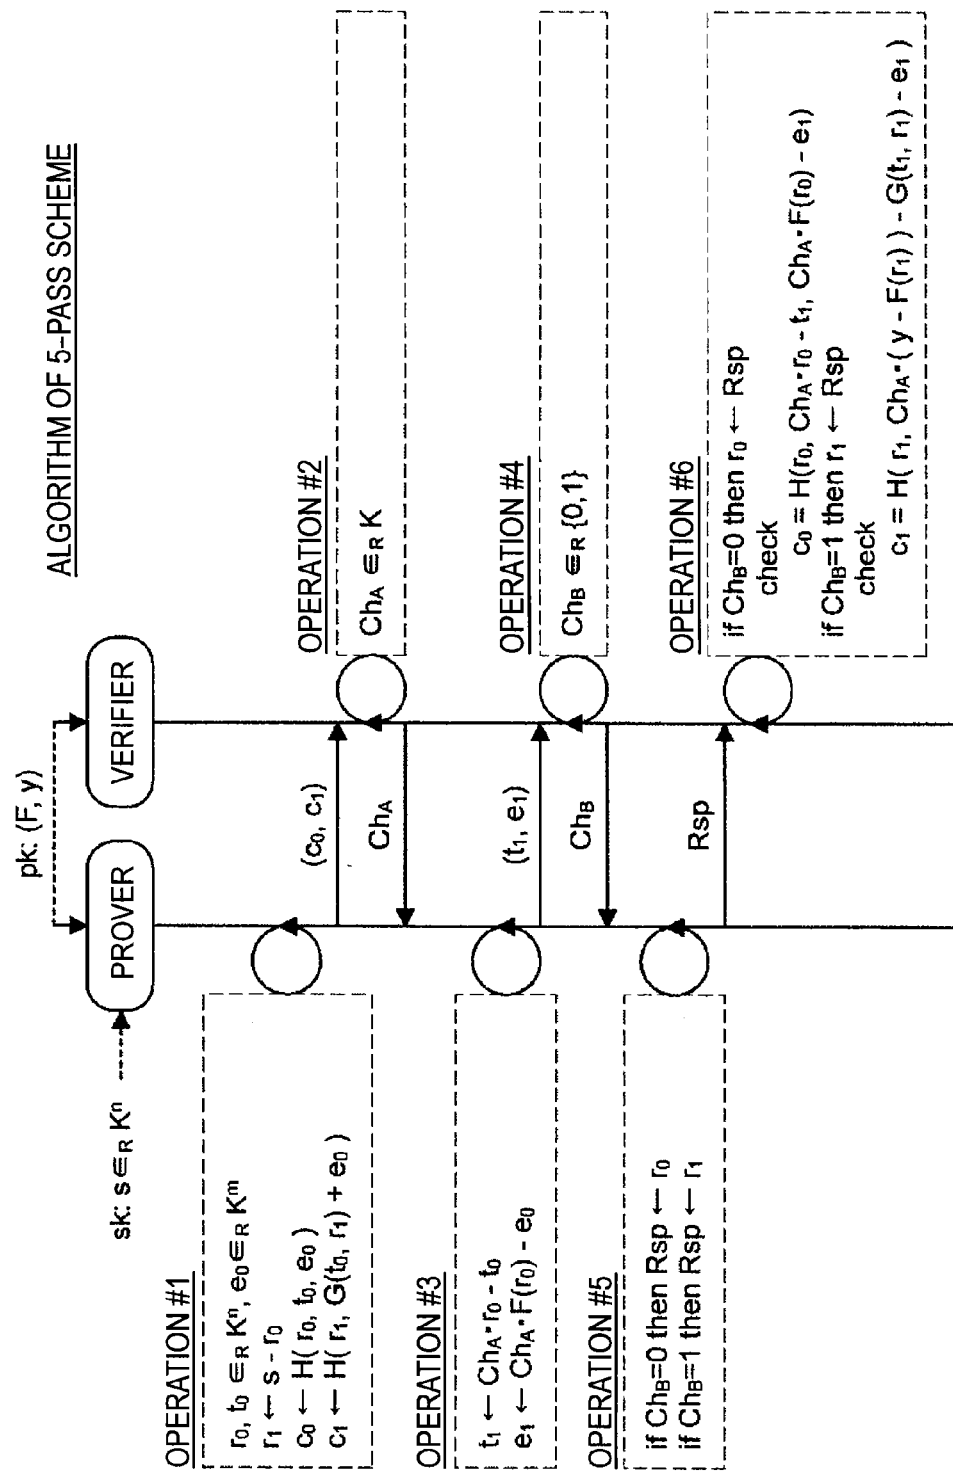 ALGORITHM OF 5-PASS SCHEME
pk: (F, y)
sk: s ∈R Kⁿ
PROVER
VERIFIER
OPERATION #1
r₀, t₀ ∈R Kⁿ, e₀ ∈R Kᵐ
r₁ ← s - r₀
c₀ ← H( r₀, t₀, e₀ )
c₁ ← H( r₁, G(t₀, r₁) + e₀ )
(c₀, c₁)
OPERATION #2
ChA ∈R K
ChA
OPERATION #3
t₁ ← ChA・r₀ - t₀
e₁ ← ChA・F(r₀) - e₀
(t₁, e₁)
OPERATION #4
ChB ∈R {0,1}
ChB
OPERATION #5
if ChB=0 then Rsp ← r₀
if ChB=1 then Rsp ← r₁
Rsp
OPERATION #6
if ChB=0 then r₀ ← Rsp
check
c₀ = H(r₀, ChA・r₀ - t₁, ChA・F(r₀) - e₁)
if ChB=1 then r₁ ← Rsp
check
c₁ = H( r₁, ChA・( y - F(r₁) ) - G(t₁, r₁) - e₁ )